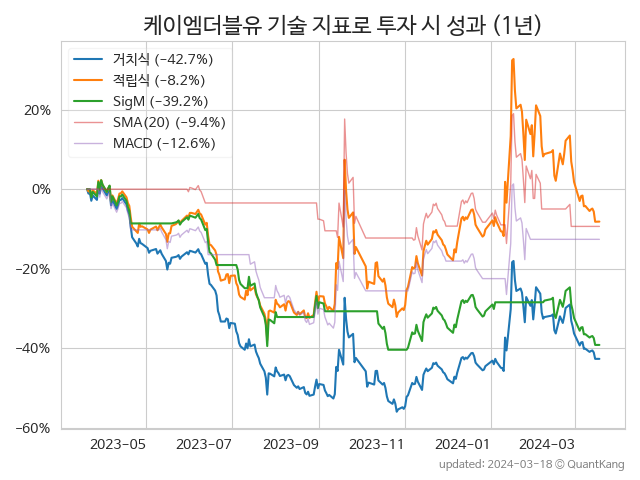 케이엠더블유 기술 지표로 투자 시 성과 (1년)
거치식 (−42.7%)
적립식 (−8.2%)
SigM (−39.2%)
SMA(20) (−9.4%)
MACD (−12.6%)
20%
0%
−20%
−40%
−60%
2023-05 2023-07 2023-09 2023-11 2024-01 2024-03
updated: 2024-03-18 © QuantKang